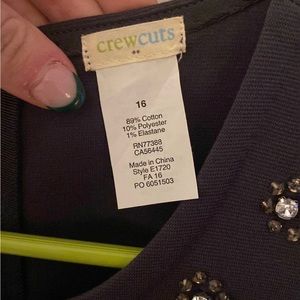 crewcuts
16
89% Cotton
10% Polyester
1% Elastane
RN77388
CA56445
Made in China
Style E1720
FA 16
PO 6051503